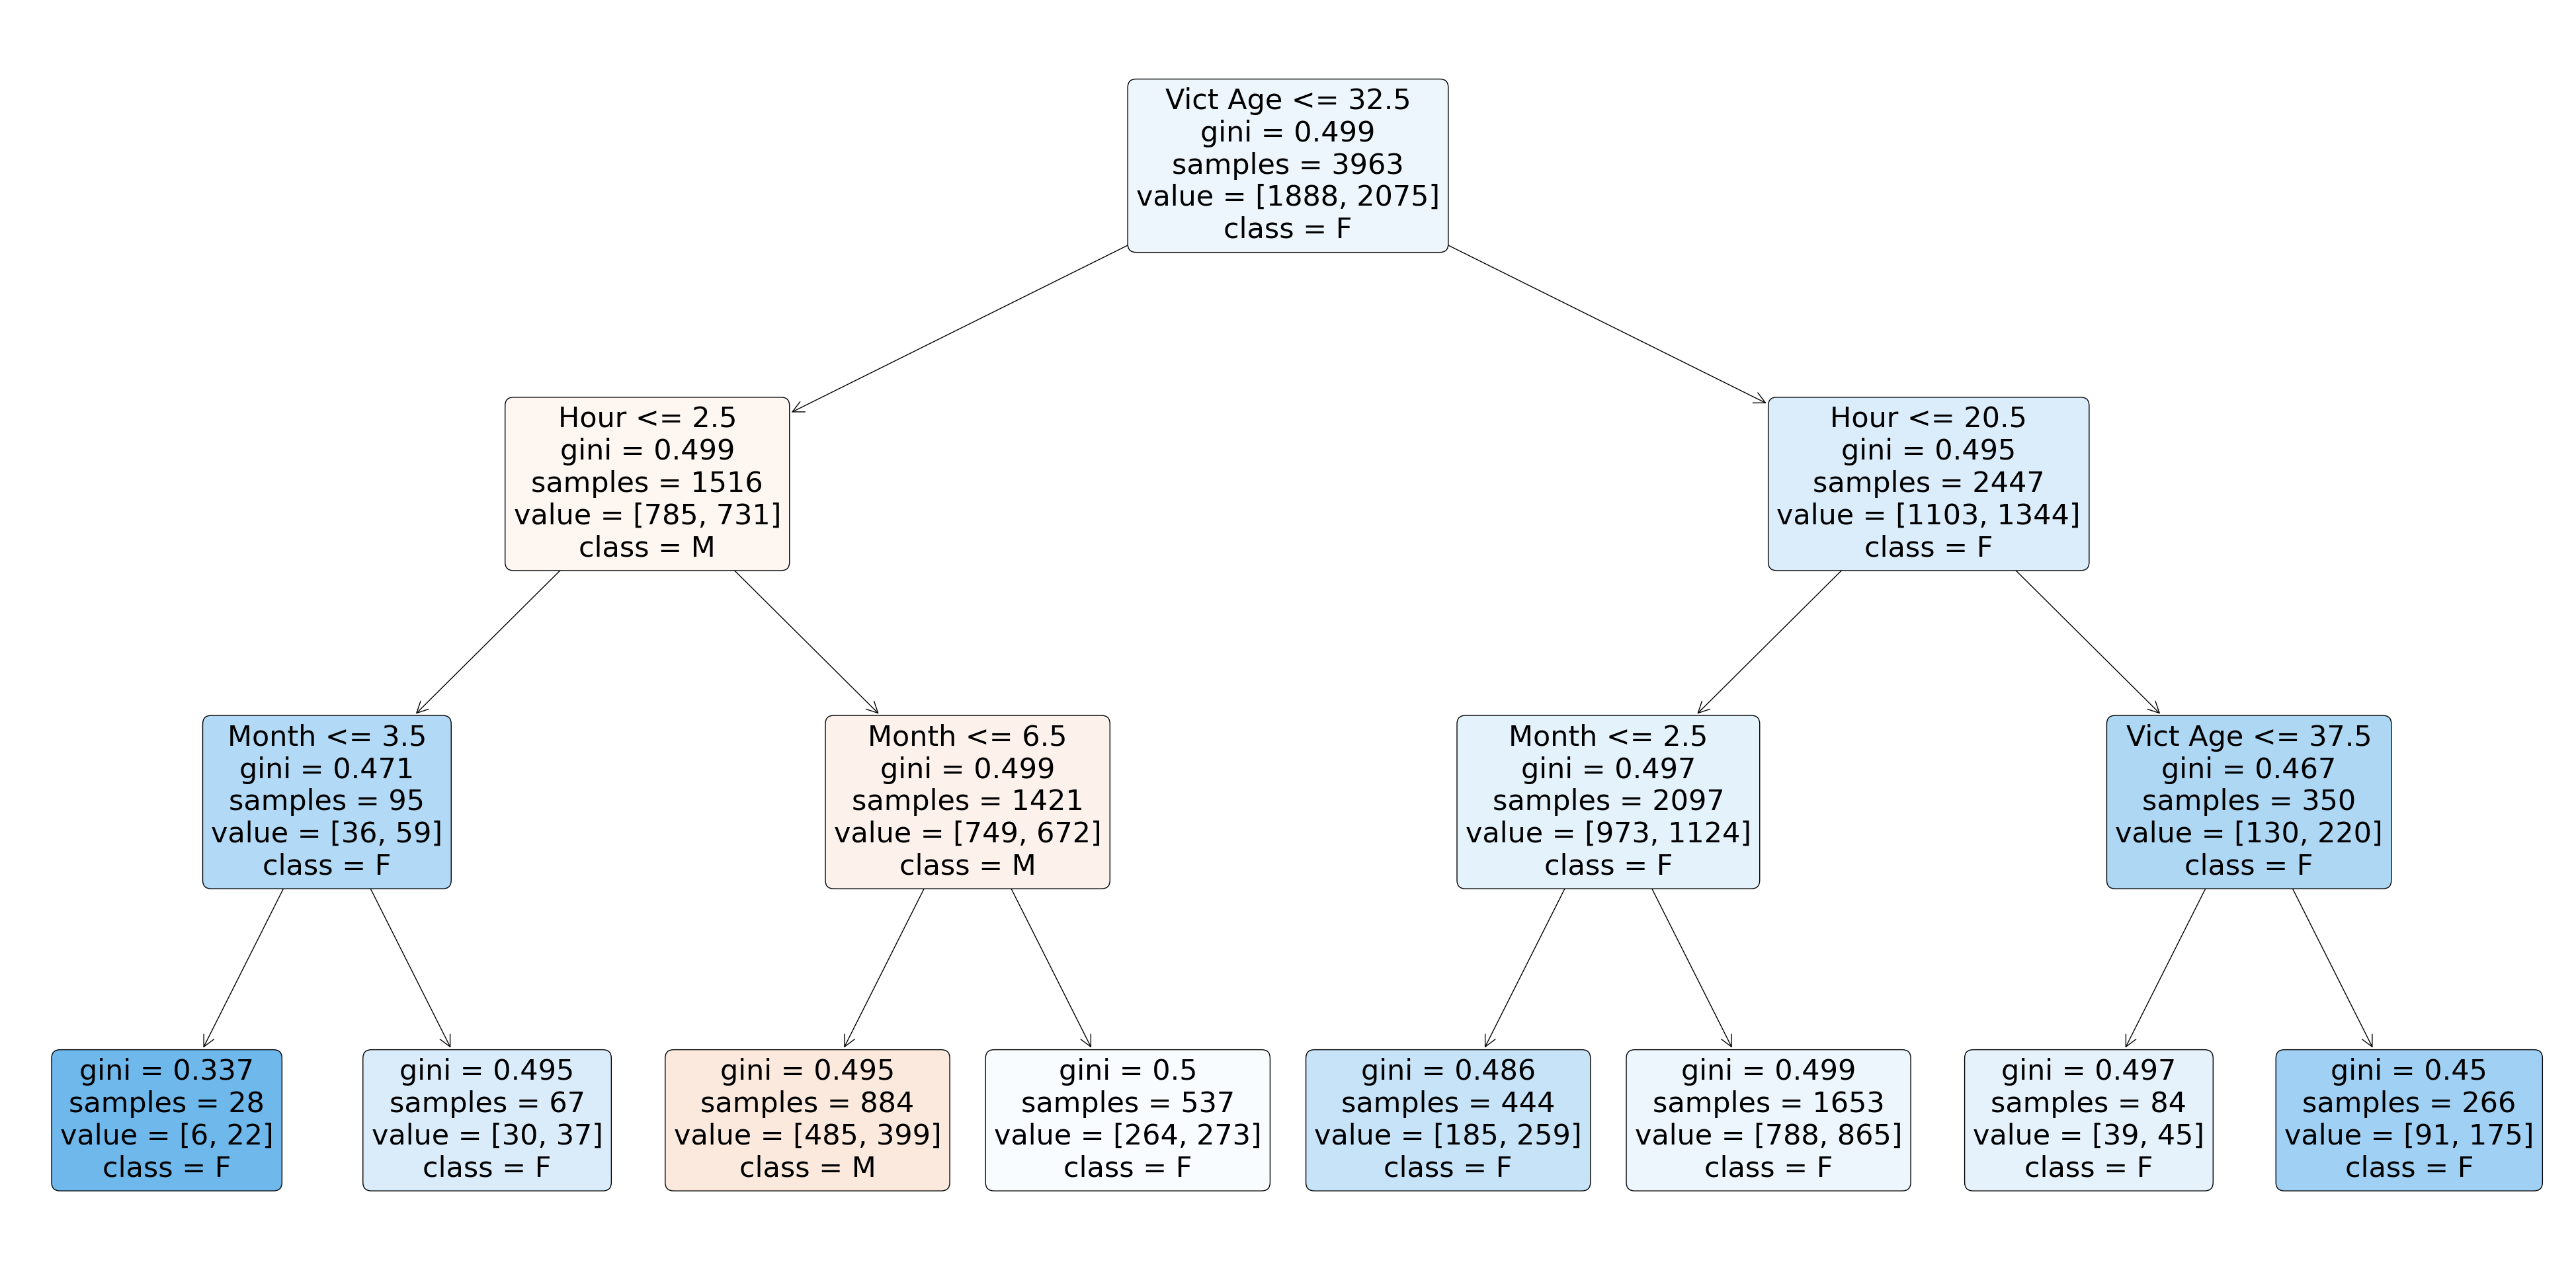 Vict Age <= 32.5
gini = 0.499
samples = 3963
value = [1888, 2075]
class = F
Hour <= 2.5
gini = 0.499
samples = 1516
value = [785, 731]
class = M
Hour <= 20.5
gini = 0.495
samples = 2447
value = [1103, 1344]
class = F
Month <= 3.5
gini = 0.471
samples = 95
value = [36, 59]
class = F
Month <= 6.5
gini = 0.499
samples = 1421
value = [749, 672]
class = M
Month <= 2.5
gini = 0.497
samples = 2097
value = [973, 1124]
class = F
Vict Age <= 37.5
gini = 0.467
samples = 350
value = [130, 220]
class = F
gini = 0.337
samples = 28
value = [6, 22]
class = F
gini = 0.495
samples = 67
value = [30, 37]
class = F
gini = 0.495
samples = 884
value = [485, 399]
class = M
gini = 0.5
samples = 537
value = [264, 273]
class = F
gini = 0.486
samples = 444
value = [185, 259]
class = F
gini = 0.499
samples = 1653
value = [788, 865]
class = F
gini = 0.497
samples = 84
value = [39, 45]
class = F
gini = 0.45
samples = 266
value = [91, 175]
class = F